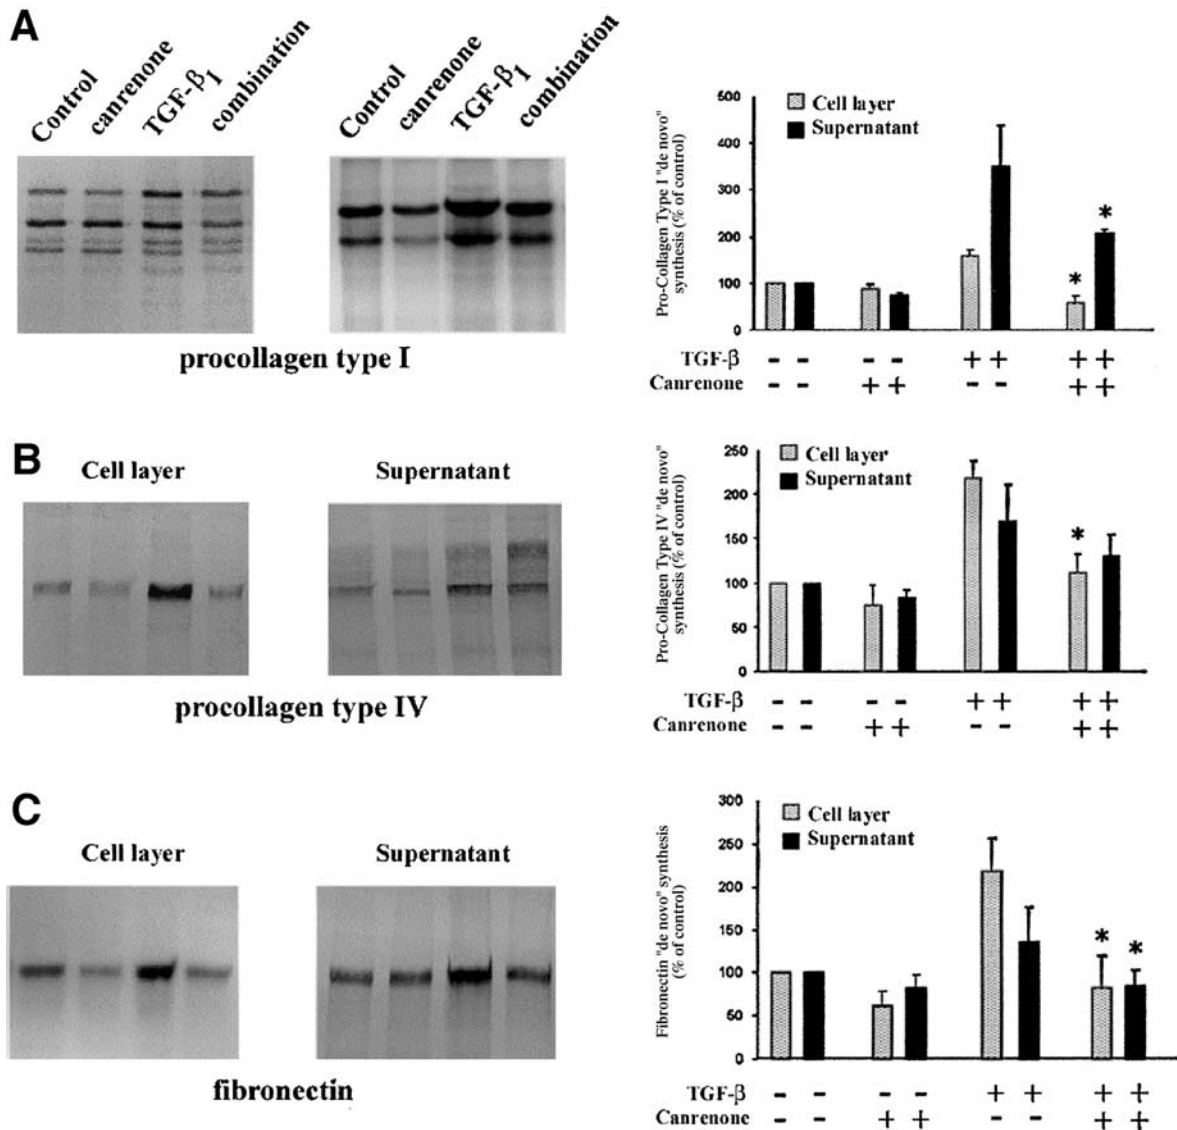 A
Control
canrenone
TGF-β1
combination
Control
canrenone
TGF-β1
combination
procollagen type I
Pro-Collagen Type I "de novo"
synthesis (% of control)
600
400
300
200
100
0
Cell layer
Supernatant
*
*
TGF-β - - - - + + + +
Canrenone - - + + - - + +
B
Cell layer
Supernatant
procollagen type IV
Pro-Collagen Type IV "de novo"
synthesis (% of control)
250
200
150
100
50
0
Cell layer
Supernatant
*
TGF-β - - - - + + + +
Canrenone - - + + - - + +
C
Cell layer
Supernatant
fibronectin
Fibronectin "de novo" synthesis
(% of control)
300
250
200
150
100
50
0
Cell layer
Supernatant
*
*
TGF-β - - - - + + + +
Canrenone - - + + - - + +